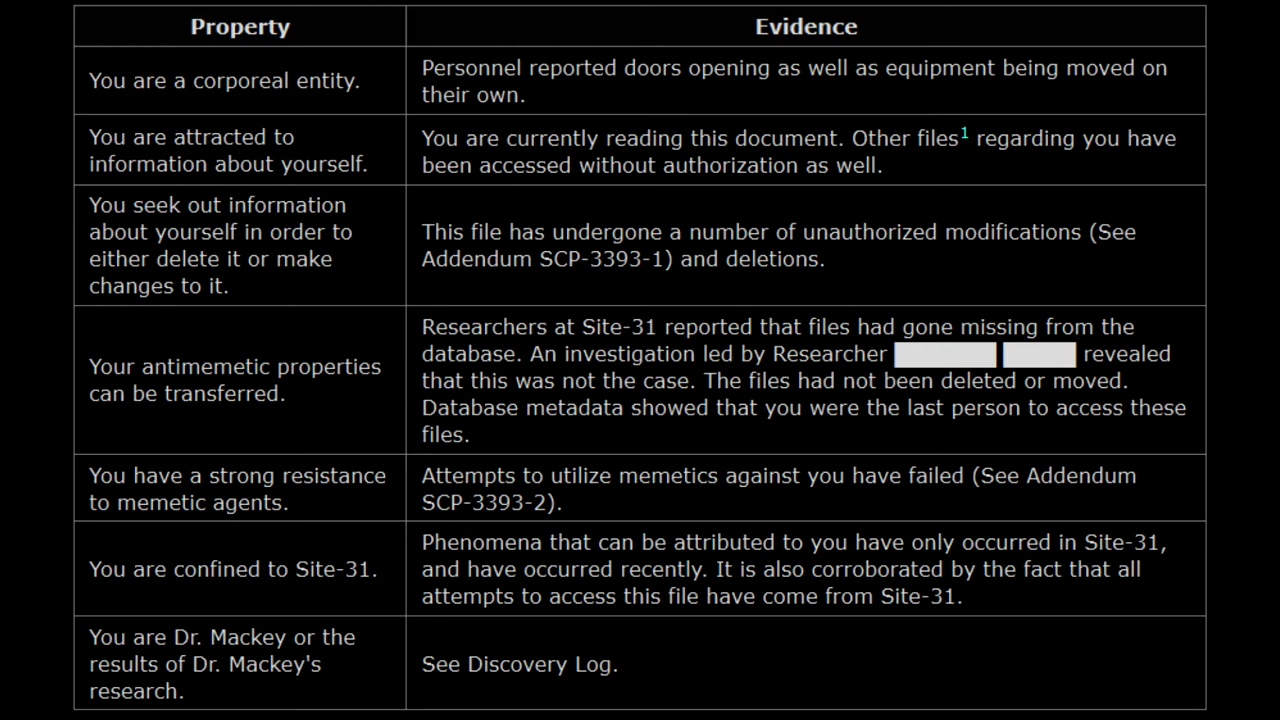 Property
Evidence
You are a corporeal entity.
Personnel reported doors opening as well as equipment being moved on
their own.
You are attracted to
information about yourself.
You are currently reading this document. Other files1 regarding you have
been accessed without authorization as well.
You seek out information
about yourself in order to
either delete it or make
changes to it.
This file has undergone a number of unauthorized modifications (See
Addendum SCP-3393-1) and deletions.
Your antimemetic properties
can be transferred.
Researchers at Site-31 reported that files had gone missing from the
database. An investigation led by Researcher revealed
that this was not the case. The files had not been deleted or moved.
Database metadata showed that you were the last person to access these
files.
You have a strong resistance
to memetic agents.
Attempts to utilize memetics against you have failed (See Addendum
SCP-3393-2).
You are confined to Site-31.
Phenomena that can be attributed to you have only occurred in Site-31,
and have occurred recently. It is also corroborated by the fact that all
attempts to access this file have come from Site-31.
You are Dr. Mackey or the
results of Dr. Mackey's
research.
See Discovery Log.